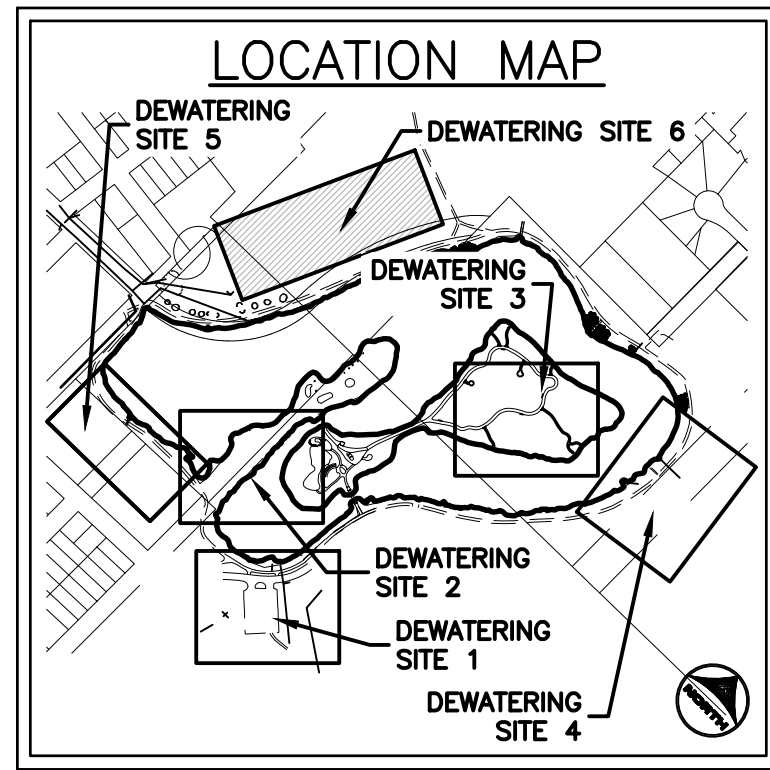 LOCATION MAP
DEWATERING
SITE 5
DEWATERING SITE 6
DEWATERING
SITE 3
DEWATERING
SITE 2
DEWATERING
SITE 1
DEWATERING
SITE 4
NORTH